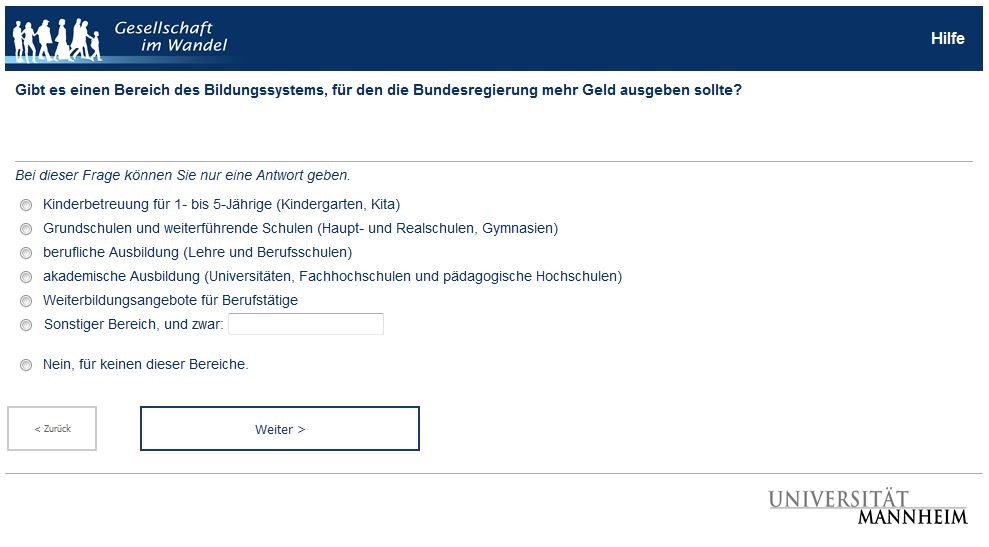 Gesellschaft
im Wandel
Hilfe
Gibt es einen Bereich des Bildungssystems, für den die Bundesregierung mehr Geld ausgeben sollte?
Bei dieser Frage können Sie nur eine Antwort geben.
Kinderbetreuung für 1- bis 5-Jährige (Kindergarten, Kita)
Grundschulen und weiterführende Schulen (Haupt- und Realschulen, Gymnasien)
berufliche Ausbildung (Lehre und Berufsschulen)
akademische Ausbildung (Universitäten, Fachhochschulen und pädagogische Hochschulen)
Weiterbildungsangebote für Berufstätige
Sonstiger Bereich, und zwar:
Nein, für keinen dieser Bereiche.
< Zurück
Weiter >
UNIVERSITÄT
MANNHEIM